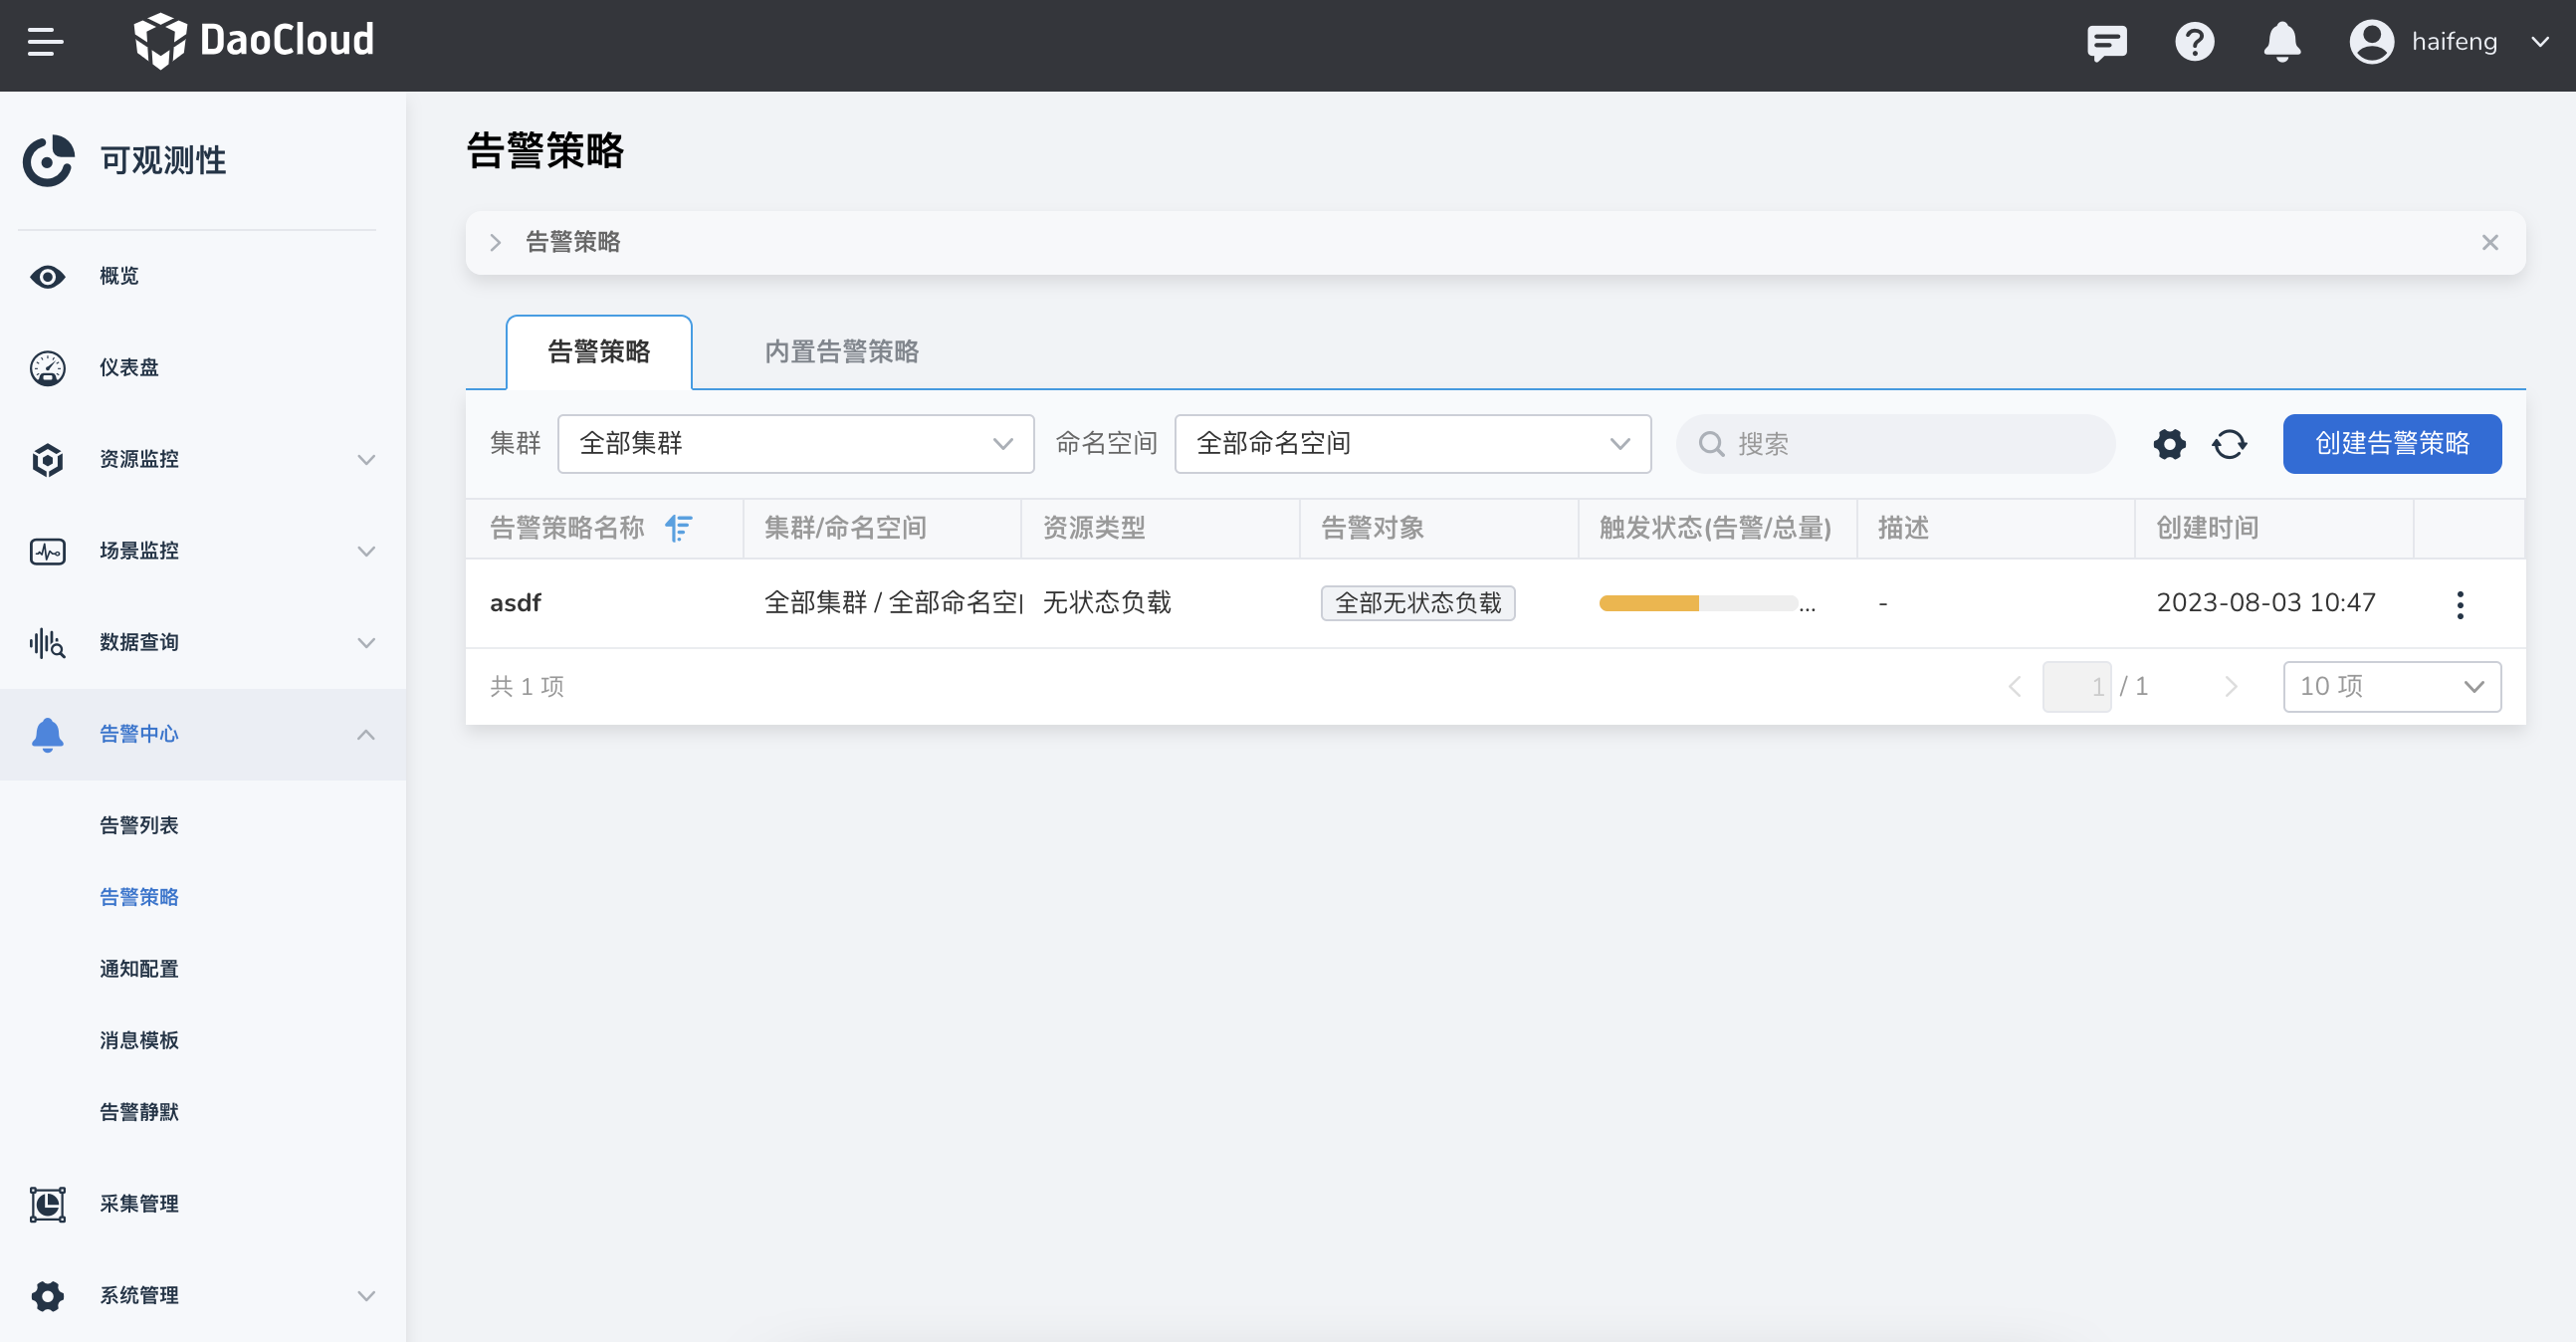 DaoCloud
haifeng
可观测性
概览
仪表盘
资源监控
场景监控
数据查询
告警中心
告警列表
告警策略
通知配置
消息模板
告警静默
采集管理
系统管理
告警策略
告警策略
告警策略 内置告警策略
集群 全部集群 命名空间 全部命名空间 搜索 创建告警策略
告警策略名称 集群/命名空间 资源类型 告警对象 触发状态(告警/总量) 描述 创建时间
asdf 全部集群 / 全部命名空 无状态负载 全部无状态负载 ... - 2023-08-03 10:47
共 1 项 1 / 1 10 项